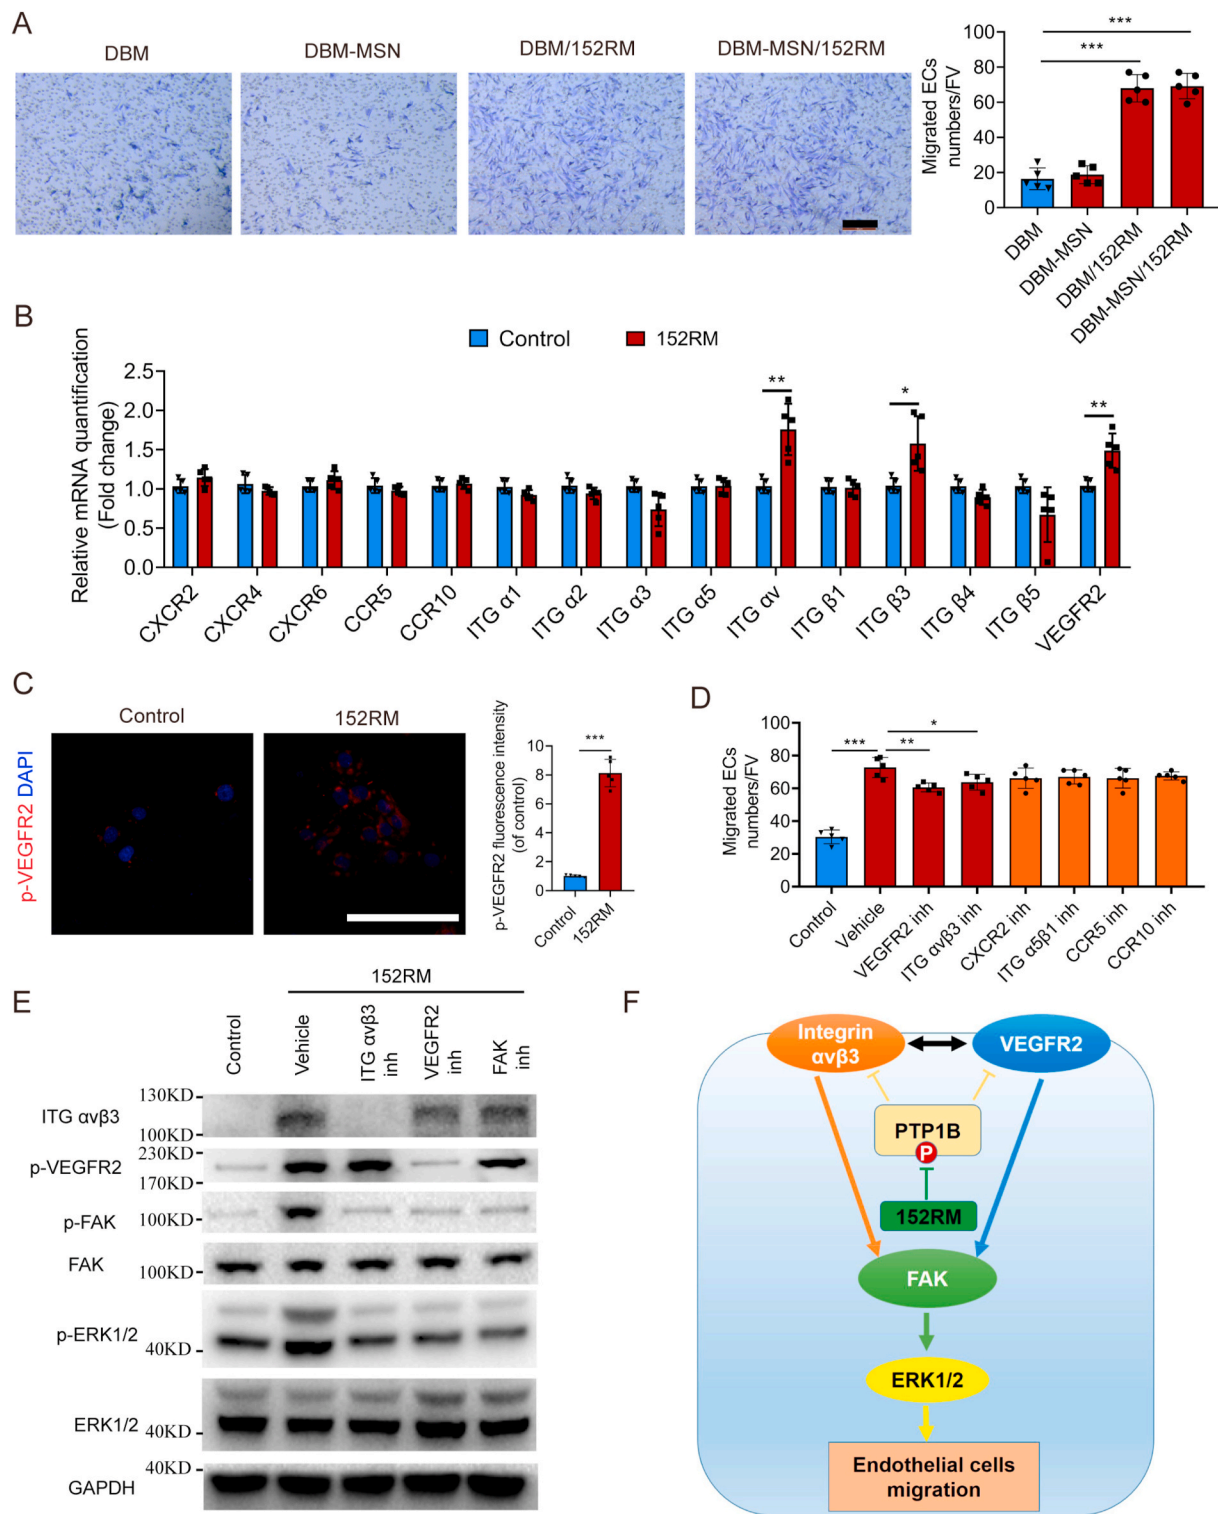 A
DBM
DBM-MSN
DBM/152RM
DBM-MSN/152RM
Migrated ECs
numbers/FV
100
80
60
40
20
0
***
***
DBM
DBM-MSN
DBM/152RM
DBM-MSN/152RM
B
Control
152RM
Relative mRNA quantification
(Fold change)
2.5
2.0
1.5
1.0
0.5
0.0
**
*
**
CXCR2
CXCR4
CXCR6
CCR5
CCR10
ITG α1
ITG α2
ITG α3
ITG α5
ITG αv
ITG β1
ITG β3
ITG β4
ITG β5
VEGFR2
C
Control
152RM
p-VEGFR2 DAPI
p-VEGFR2 fluorescence intensity
(of control)
10
8
6
4
2
0
***
Control
152RM
D
Migrated ECs
numbers/FV
100
80
60
40
20
0
***
**
*
Control
Vehicle
VEGFR2 inh
ITG αvβ3 inh
CXCR2 inh
ITG α5β1 inh
CCR5 inh
CCR10 inh
E
152RM
Control
Vehicle
ITG αvβ3
inh
VEGFR2
inh
FAK
inh
ITG αvβ3
130KD
100KD
p-VEGFR2
230KD
170KD
p-FAK
100KD
FAK
100KD
p-ERK1/2
40KD
ERK1/2
40KD
GAPDH
40KD
F
Integrin
αvβ3
VEGFR2
PTP1B
P
152RM
FAK
ERK1/2
Endothelial cells
migration